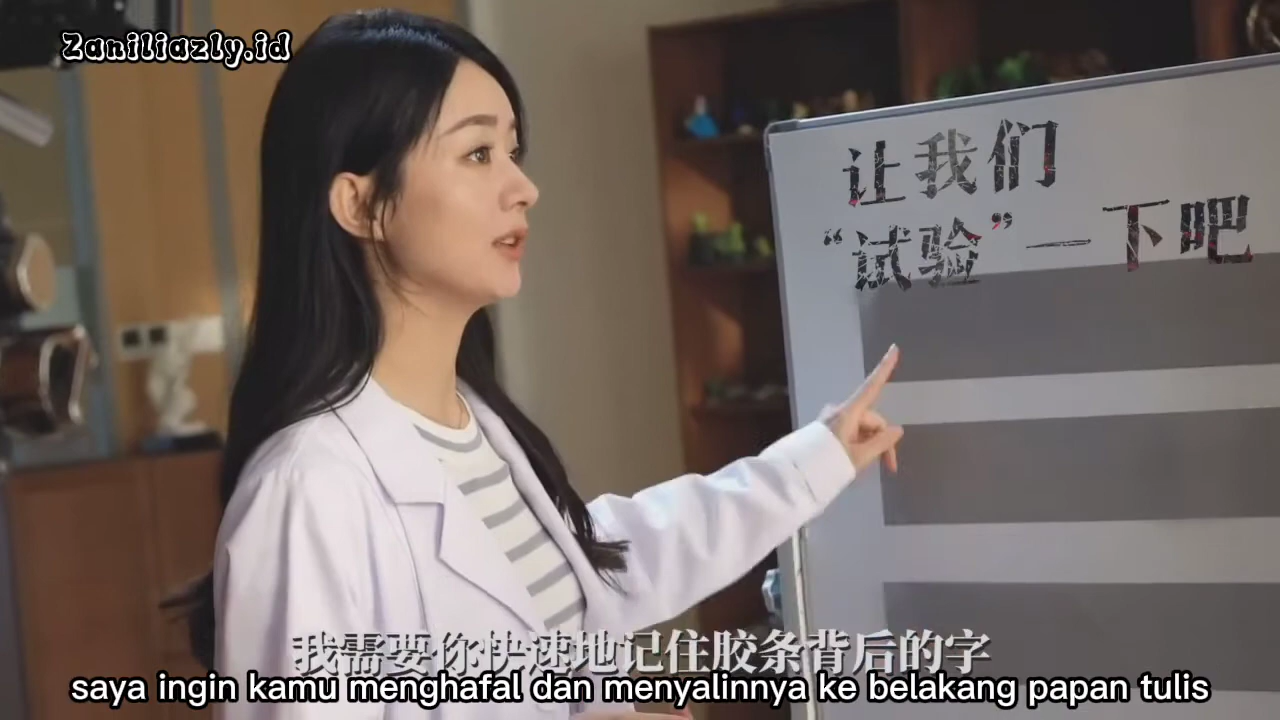 Zaniliazly.id
让我们
“试验”一下吧
我需要你快速地记住胶条背后的字
saya ingin kamu menghafal dan menyalinnya ke belakang papan tulis